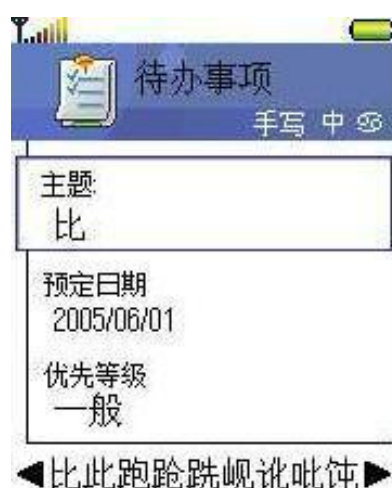 待办事项
手写 中
主题:
比
预定日期
2005/06/01
优先等级
一般
比此跑跄跣岘讹吡饨